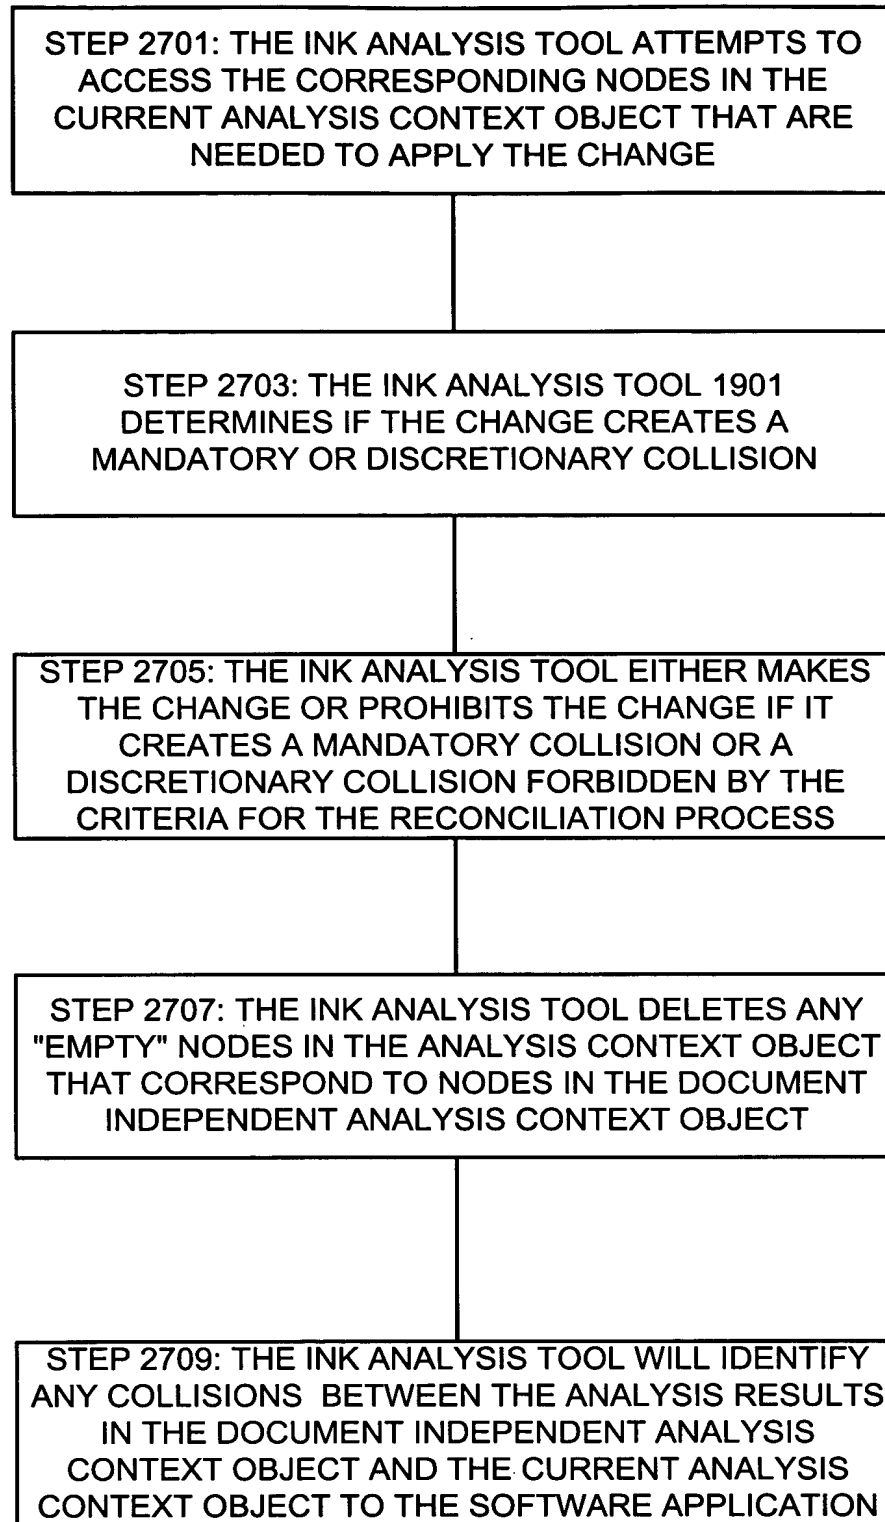 STEP 2701: THE INK ANALYSIS TOOL ATTEMPTS TO
ACCESS THE CORRESPONDING NODES IN THE
CURRENT ANALYSIS CONTEXT OBJECT THAT ARE
NEEDED TO APPLY THE CHANGE
STEP 2703: THE INK ANALYSIS TOOL 1901
DETERMINES IF THE CHANGE CREATES A
MANDATORY OR DISCRETIONARY COLLISION
STEP 2705: THE INK ANALYSIS TOOL EITHER MAKES
THE CHANGE OR PROHIBITS THE CHANGE IF IT
CREATES A MANDATORY COLLISION OR A
DISCRETIONARY COLLISION FORBIDDEN BY THE
CRITERIA FOR THE RECONCILIATION PROCESS
STEP 2707: THE INK ANALYSIS TOOL DELETES ANY
"EMPTY" NODES IN THE ANALYSIS CONTEXT OBJECT
THAT CORRESPOND TO NODES IN THE DOCUMENT
INDEPENDENT ANALYSIS CONTEXT OBJECT
STEP 2709: THE INK ANALYSIS TOOL WILL IDENTIFY
ANY COLLISIONS BETWEEN THE ANALYSIS RESULTS
IN THE DOCUMENT INDEPENDENT ANALYSIS
CONTEXT OBJECT AND THE CURRENT ANALYSIS
CONTEXT OBJECT TO THE SOFTWARE APPLICATION